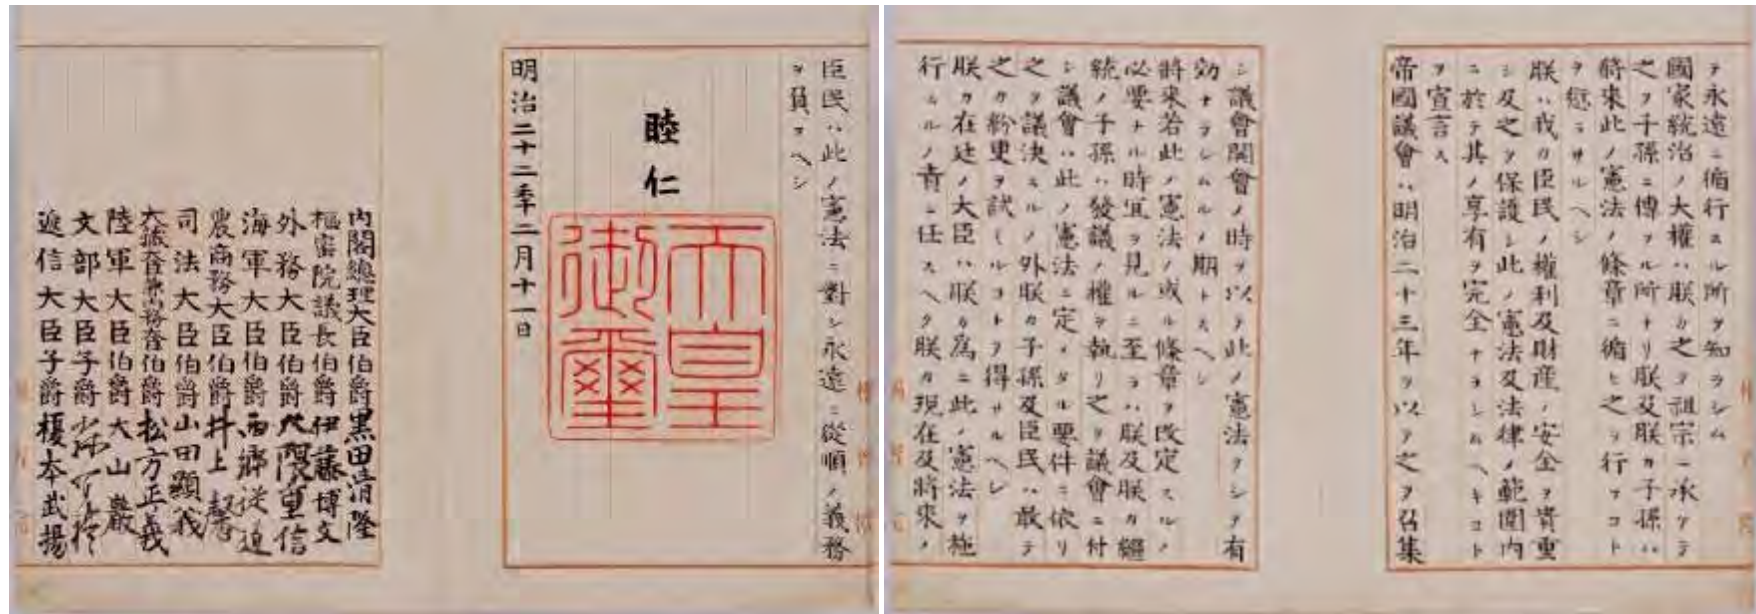 テ永遠ニ循行スル所ヲ知ラシム
國家統治ノ大權ハ朕カ之ヲ祖宗ニ承ケテ
之ヲ子孫ニ傳フル所ナリ朕及朕カ子孫ハ
將來此ノ憲法ノ條章ニ循ヒ之ヲ行フコト
ヲ愆ラサルヘシ
朕ハ我カ臣民ノ權利及財産ノ安全ヲ貴重
シ及之ヲ保護シ此ノ憲法及法律ノ範圍内
ニ於テ其ノ享有ヲ完全ナラシムヘキコト
ヲ宣言ス
帝國議會ハ明治二十三年ヲ以テ之ヲ召集
シ議會開會ノ時ヲ以テ此ノ憲法ヲシテ有
効ナラシムルノ期トスヘシ
將來若此ノ憲法ノ或ル條章ヲ改定スルノ
必要ナル時宜ヲ見ルニ至ラハ朕及朕カ繼
統ノ子孫ハ發議ノ權ヲ執リ之ヲ議會ニ付
シ議會ハ此ノ憲法ニ定メタル要件ニ依リ
之ヲ議決スルノ外朕カ子孫及臣民ハ敢テ
之カ紛更ヲ試ミルコトヲ得サルヘシ
朕カ在廷ノ大臣ハ朕カ爲ニ此ノ憲法ヲ施
行スルノ責ニ任スヘク朕カ現在及將來ノ
臣民ハ此ノ憲法ニ對シ永遠ニ從順ノ義務
ヲ負フヘシ
睦仁
天皇
御璽
明治二十二年二月十一日
内閣總理大臣伯爵黒田清隆
樞密院議長伯爵伊藤博文
外務大臣伯爵大隈重信
海軍大臣伯爵西郷從道
農商務大臣伯爵井上馨
司法大臣伯爵山田顯義
大藏大臣兼内務大臣伯爵松方正義
陸軍大臣伯爵大山巖
文部大臣子爵
遞信大臣子爵榎本武揚